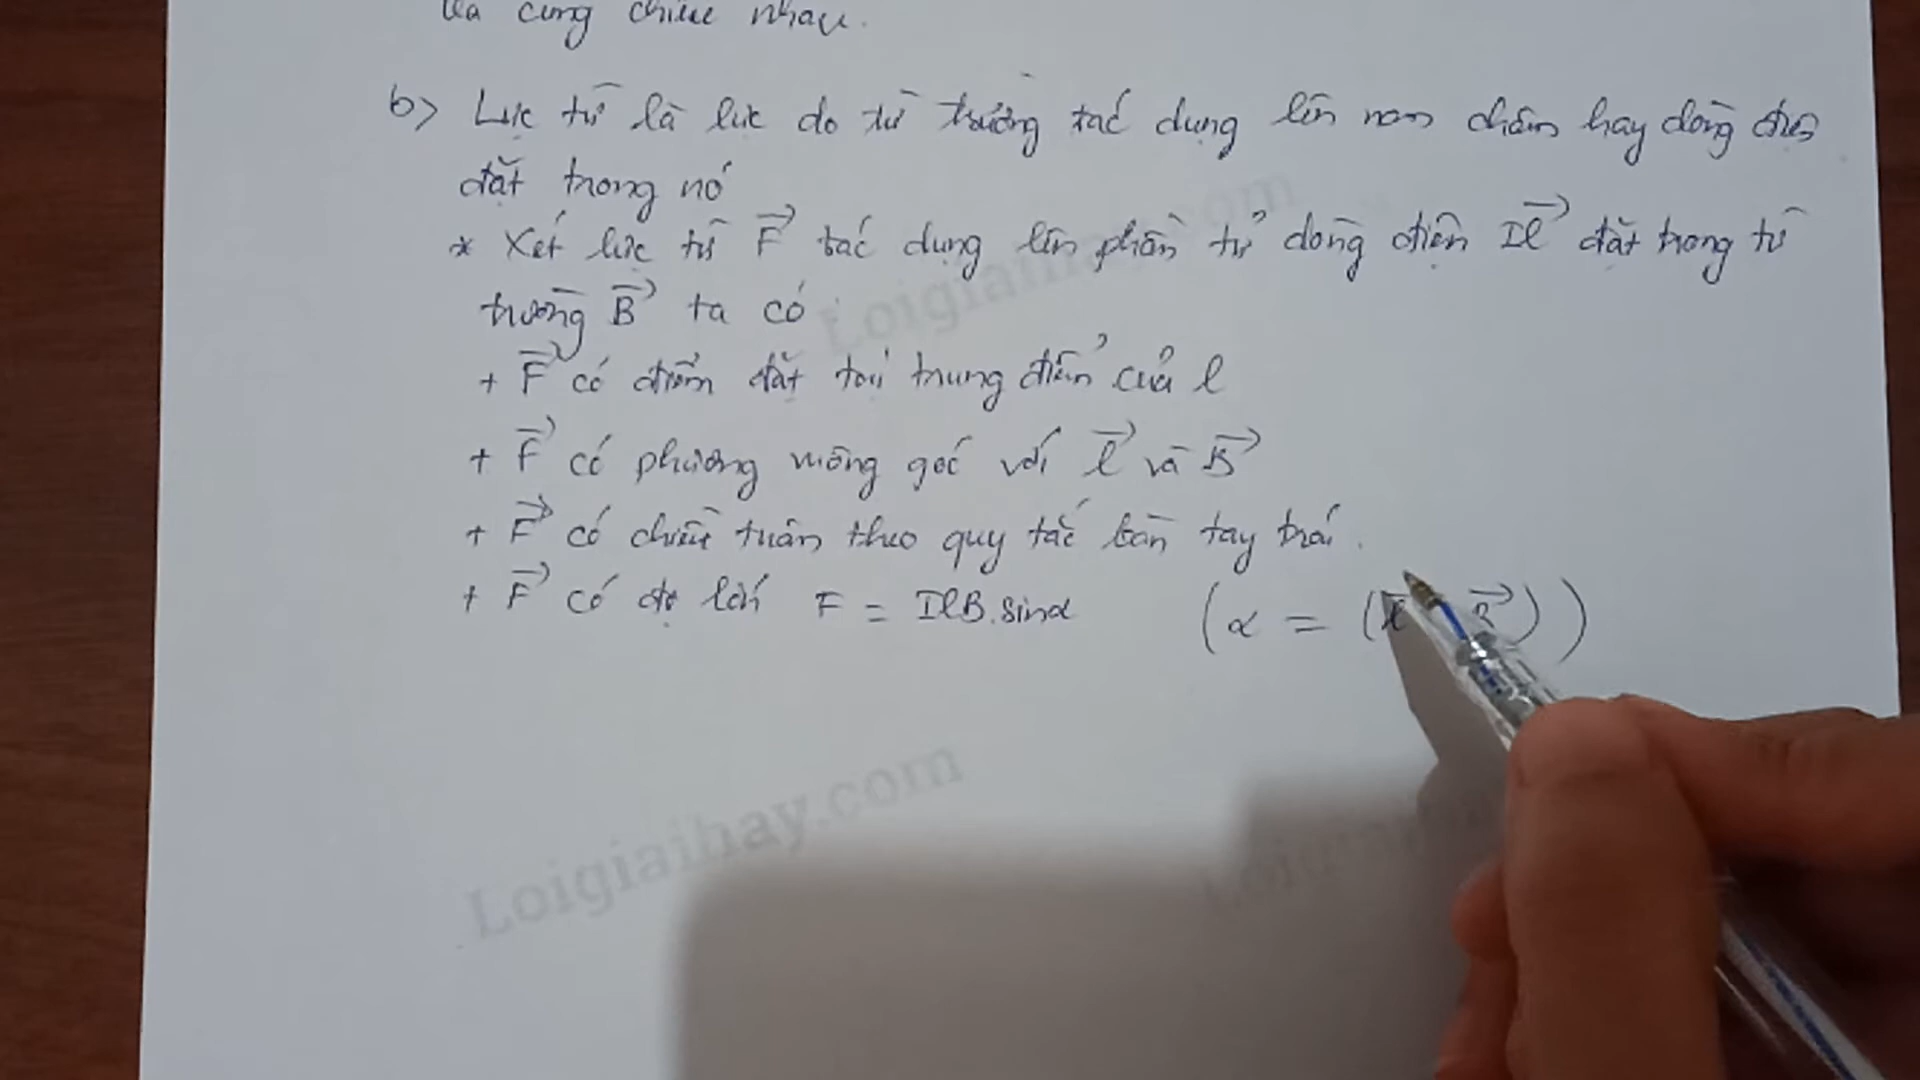 và cùng chiều nhau.
b> Lực từ là lực do từ trường tác dụng lên nam châm hay dòng điện
đặt trong nó
* Xét lực từ F⃗ tác dụng lên phần tử dòng điện Il⃗ đặt trong từ
trường B⃗ ta có
+ F⃗ có điểm đặt tại trung điểm của l
+ F⃗ có phương vuông góc với l⃗ và B⃗
+ F⃗ có chiều tuân theo quy tắc bàn tay trái.
+ F⃗ có độ lớn F = IlB.sinα (α = (l⃗ B⃗))
Loigiaihay.com
Loigiaihay.com